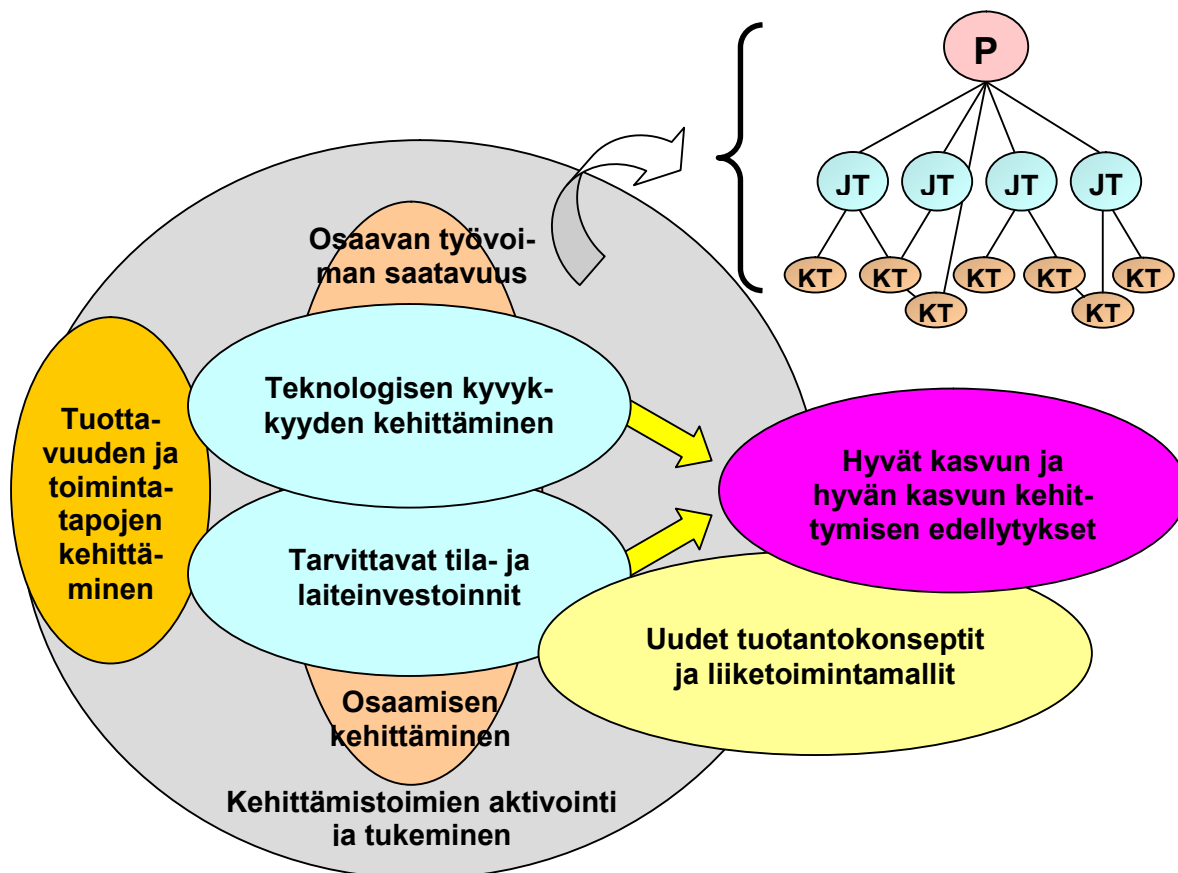 P
JT JT JT JT
KT KT KT KT KT
KT KT
Osaavan työvoi-
man saatavuus
Teknologisen kyvyk-
kyyden kehittäminen
Tuotta-
vuuden ja
toiminta-
tapojen
kehittä-
minen
Hyvät kasvun ja
hyvän kasvun kehit-
tymisen edellytykset
Tarvittavat tila- ja
laiteinvestoinnit
Uudet tuotantokonseptit
ja liiketoimintamallit
Osaamisen
kehittäminen
Kehittämistoimien aktivointi
ja tukeminen